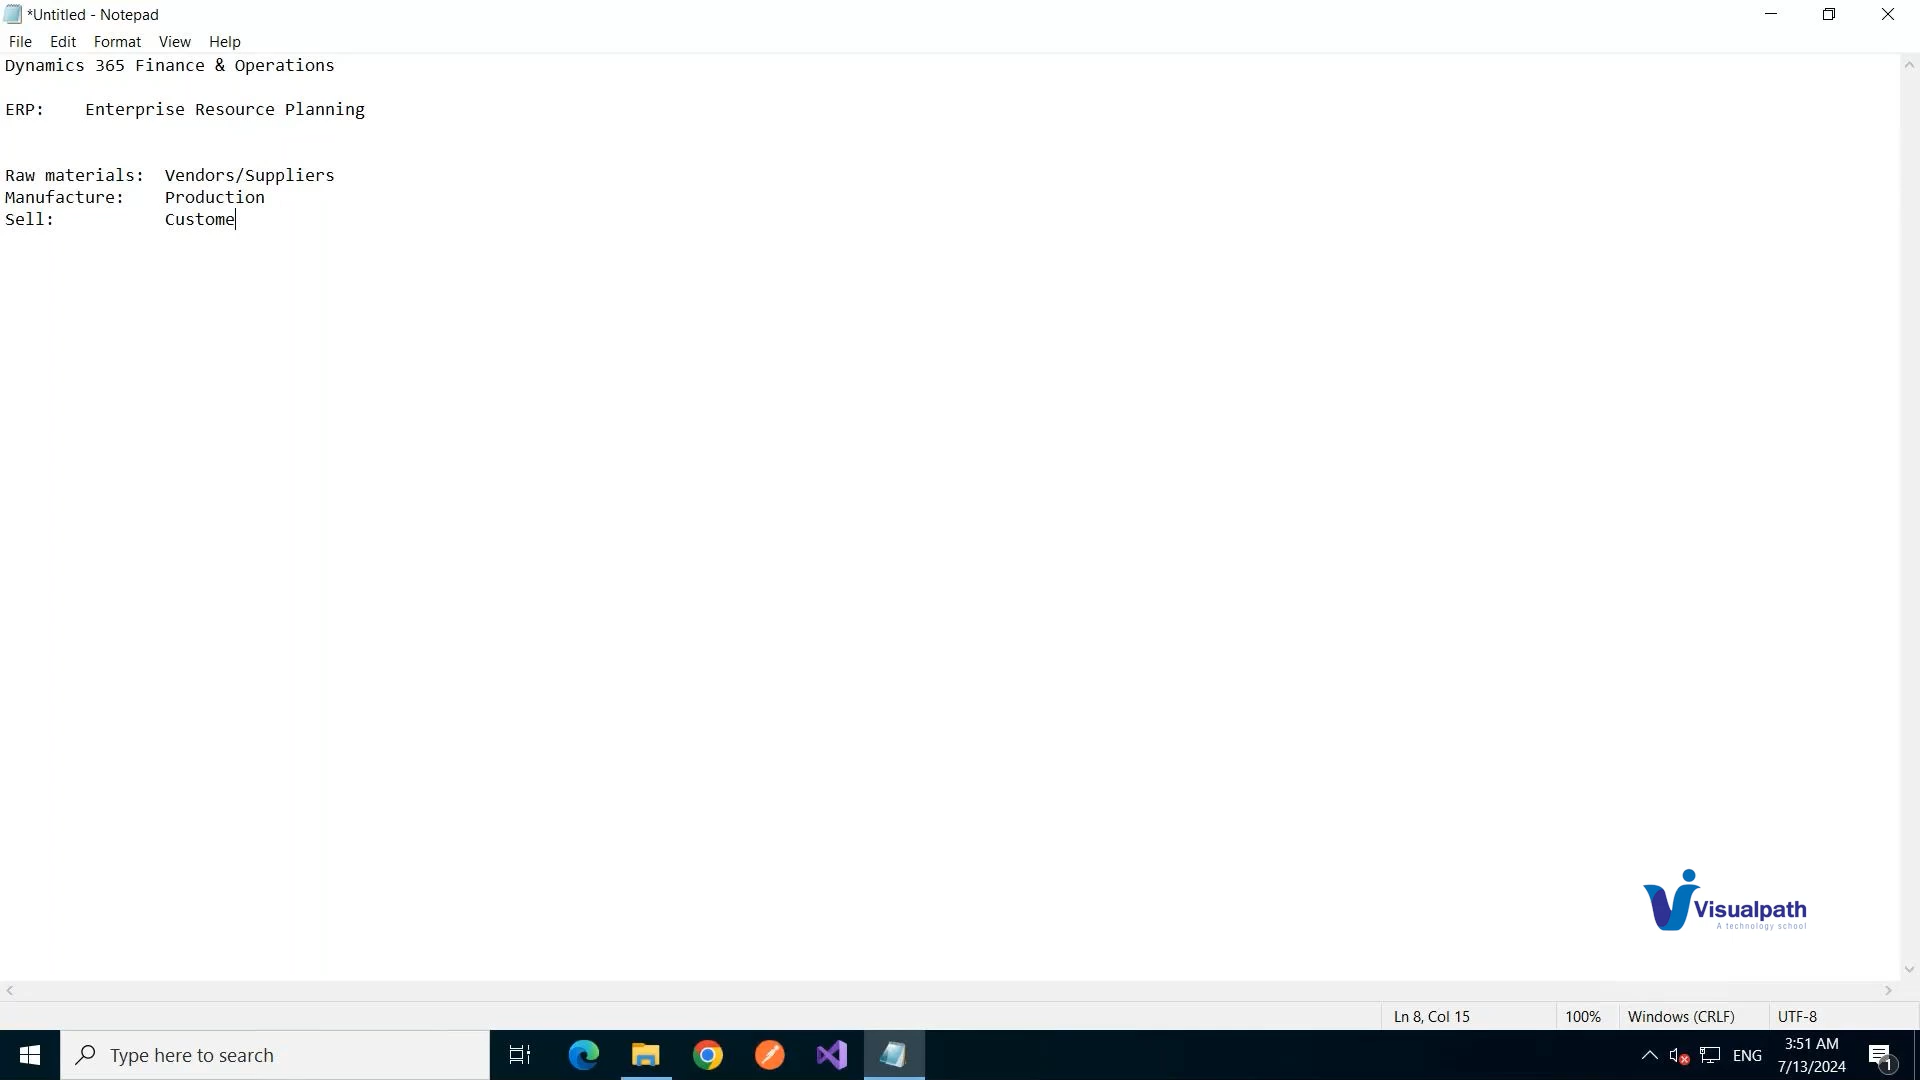 *Untitled - Notepad
File Edit Format View Help
Dynamics 365 Finance & Operations
ERP: Enterprise Resource Planning
Raw materials: Vendors/Suppliers
Manufacture: Production
Sell: Custome
Visualpath
A technology school
Ln 8, Col 15
100%
Windows (CRLF)
UTF-8
Type here to search
ENG
3:51 AM
7/13/2024
1